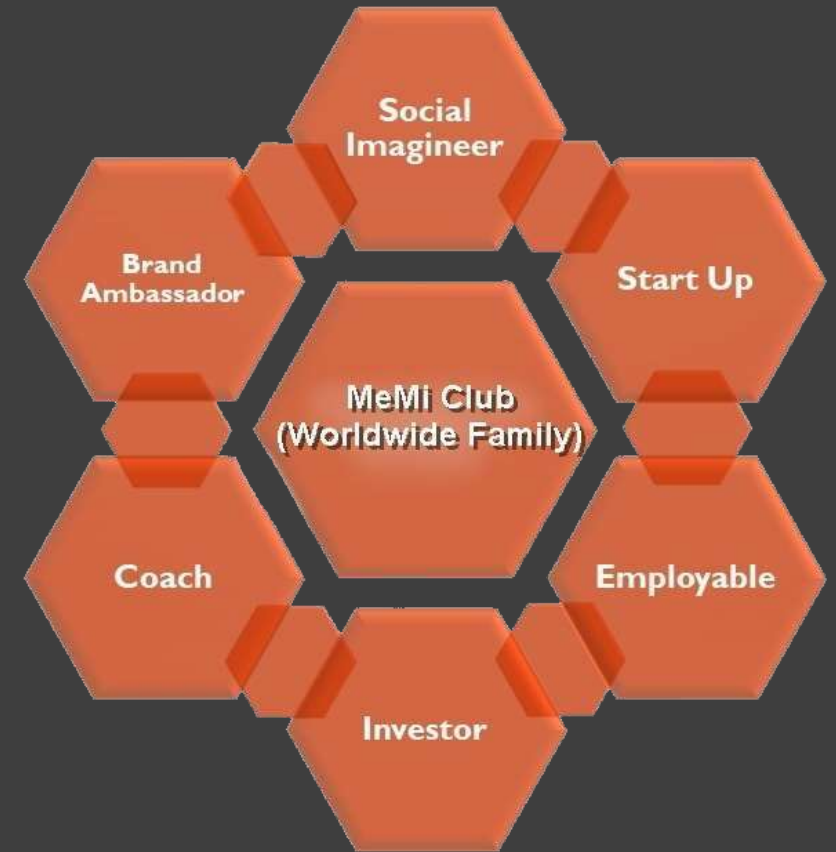 Social
Imagineer
Brand
Ambassador
Start Up
MeMi Club
(Worldwide Family)
Coach
Employable
Investor